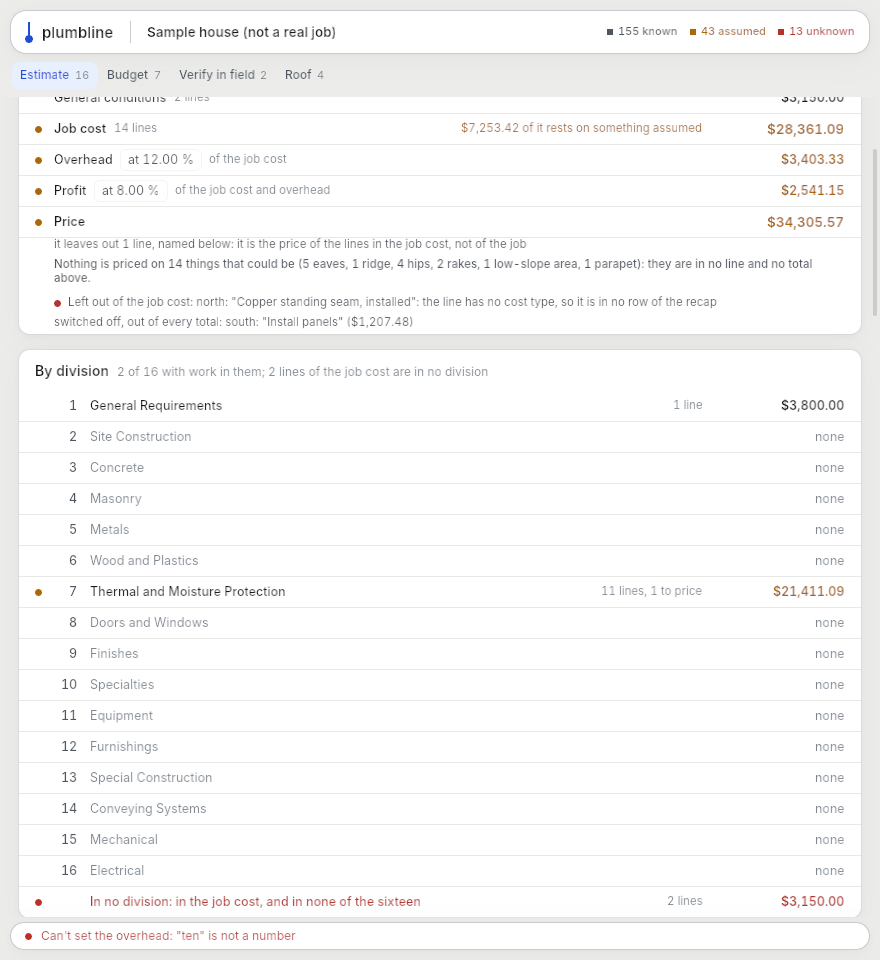 plumbline
Sample house (not a real job)
155 known 43 assumed 13 unknown
Estimate 16 Budget 7 Verify in field 2 Roof 4
General conditions 2 lines $3,150.00
Job cost 14 lines $7,253.42 of it rests on something assumed $28,361.09
Overhead at 12.00 % of the job cost $3,403.33
Profit at 8.00 % of the job cost and overhead $2,541.15
Price $34,305.57
it leaves out 1 line, named below: it is the price of the lines in the job cost, not of the job
Nothing is priced on 14 things that could be (5 eaves, 1 ridge, 4 hips, 2 rakes, 1 low-slope area, 1 parapet): they are in no line and no total
above.
Left out of the job cost: north: "Copper standing seam, installed": the line has no cost type, so it is in no row of the recap
switched off, out of every total: south: "Install panels" ($1,207.48)
By division 2 of 16 with work in them; 2 lines of the job cost are in no division
1 General Requirements 1 line $3,800.00
2 Site Construction none
3 Concrete none
4 Masonry none
5 Metals none
6 Wood and Plastics none
7 Thermal and Moisture Protection 11 lines, 1 to price $21,411.09
8 Doors and Windows none
9 Finishes none
10 Specialties none
11 Equipment none
12 Furnishings none
13 Special Construction none
14 Conveying Systems none
15 Mechanical none
16 Electrical none
In no division: in the job cost, and in none of the sixteen 2 lines $3,150.00
Can't set the overhead: "ten" is not a number